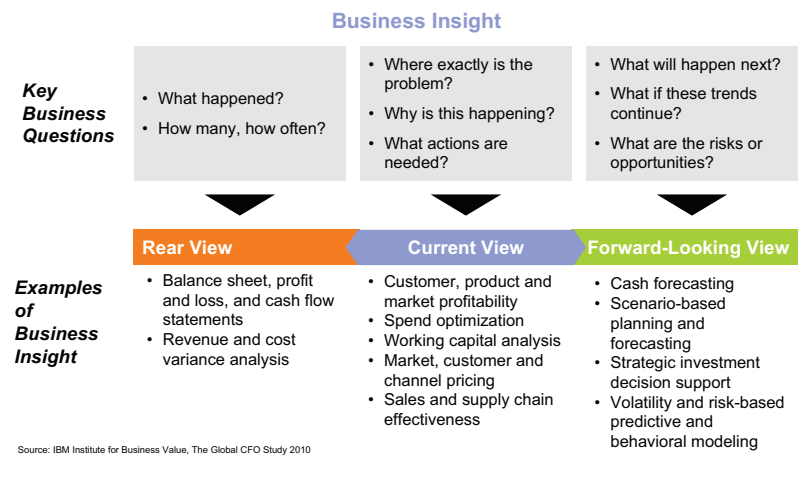 Business Insight
Key
Business
Questions
• What happened?
• How many, how often?
• Where exactly is the
problem?
• Why is this happening?
• What actions are
needed?
• What will happen next?
• What if these trends
continue?
• What are the risks or
opportunities?
Rear View
Current View
Forward-Looking View
Examples
of
Business
Insight
• Balance sheet, profit
and loss, and cash flow
statements
• Revenue and cost
variance analysis
• Customer, product and
market profitability
• Spend optimization
• Working capital analysis
• Market, customer and
channel pricing
• Sales and supply chain
effectiveness
• Cash forecasting
• Scenario-based
planning and
forecasting
• Strategic investment
decision support
• Volatility and risk-based
predictive and
behavioral modeling
Source: IBM Institute for Business Value, The Global CFO Study 2010